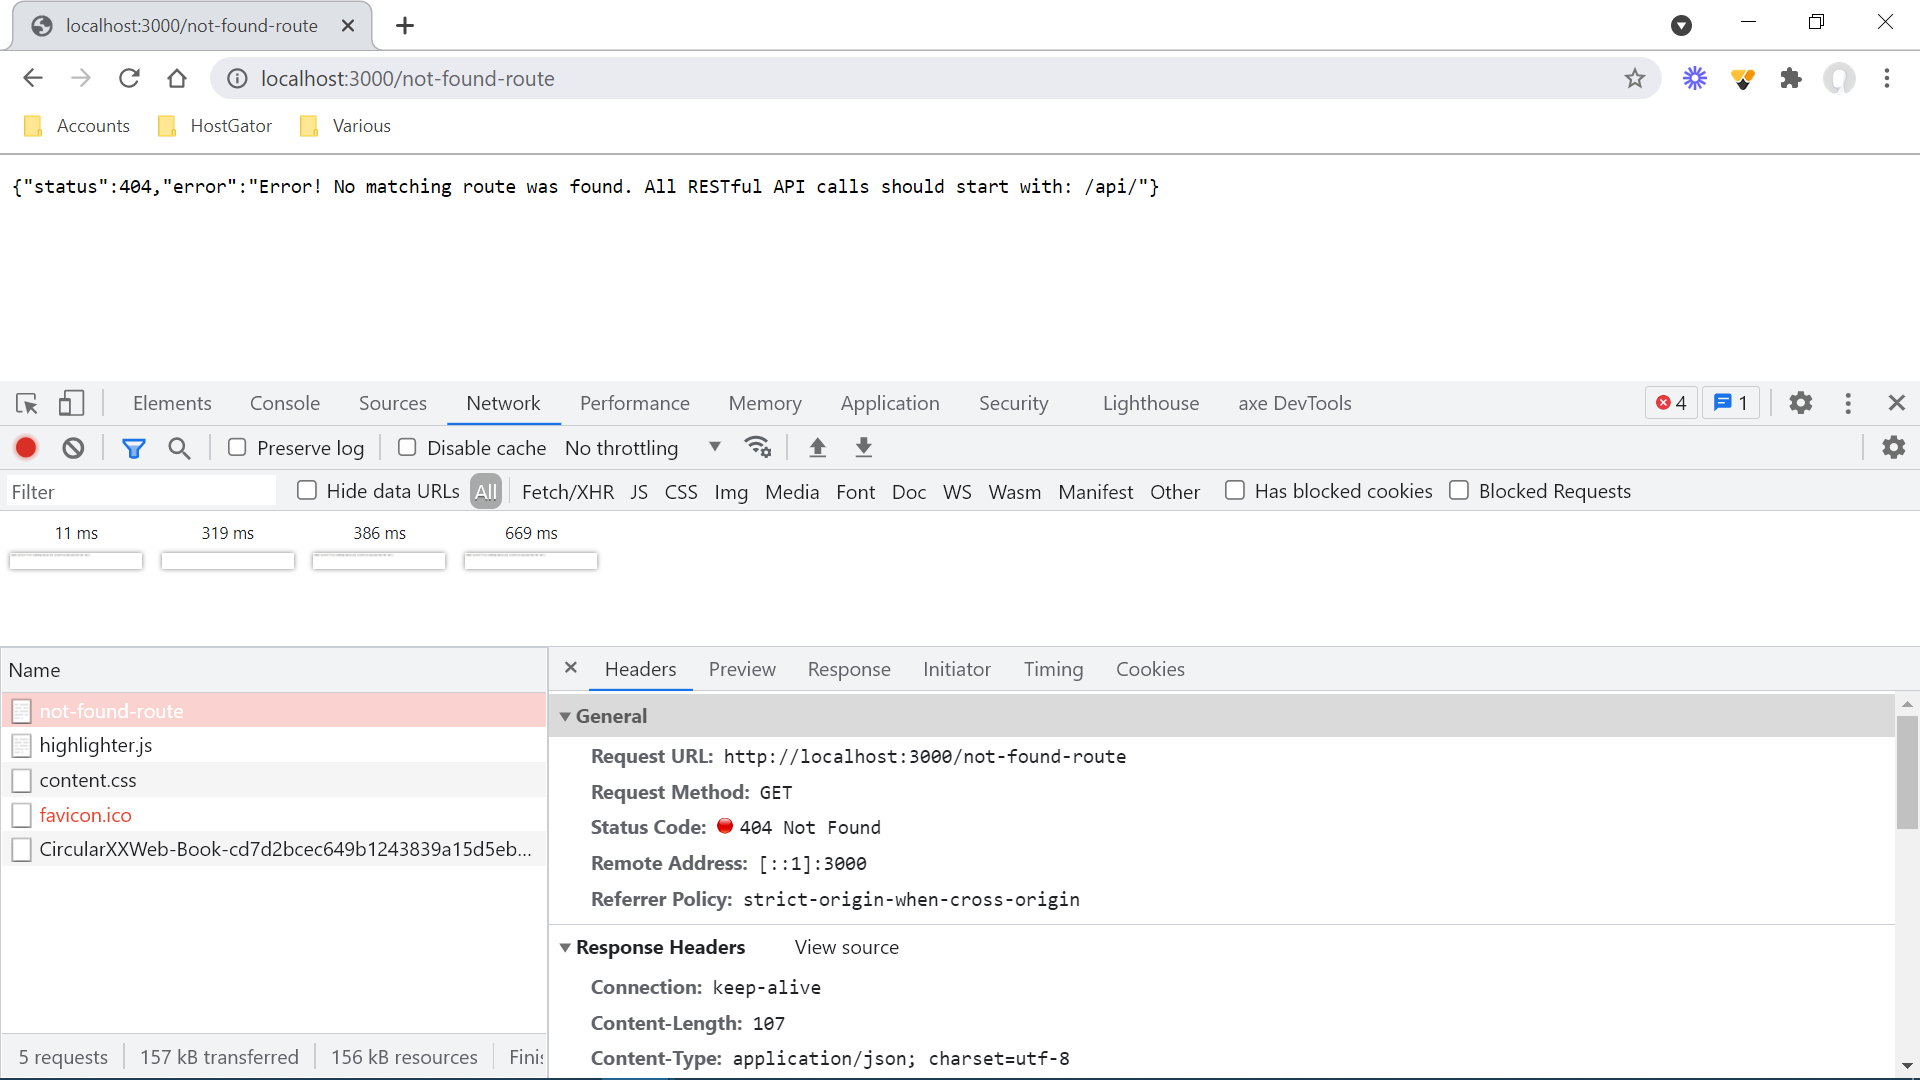 localhost:3000/not-found-route
localhost:3000/not-found-route
Accounts HostGator Various
{"status":404,"error":"Error! No matching route was found. All RESTful API calls should start with: /api/"}
Elements Console Sources Network Performance Memory Application Security Lighthouse axe DevTools 4 1
Preserve log Disable cache No throttling
Filter Hide data URLs All Fetch/XHR JS CSS Img Media Font Doc WS Wasm Manifest Other Has blocked cookies Blocked Requests
11 ms 319 ms 386 ms 669 ms
Name
not-found-route
highlighter.js
content.css
favicon.ico
CircularXXWeb-Book-cd7d2bcec649b1243839a15d5eb...
5 requests 157 kB transferred 156 kB resources Finis
Headers Preview Response Initiator Timing Cookies
General
Request URL: http://localhost:3000/not-found-route
Request Method: GET
Status Code: 404 Not Found
Remote Address: [::1]:3000
Referrer Policy: strict-origin-when-cross-origin
Response Headers View source
Connection: keep-alive
Content-Length: 107
Content-Type: application/json; charset=utf-8